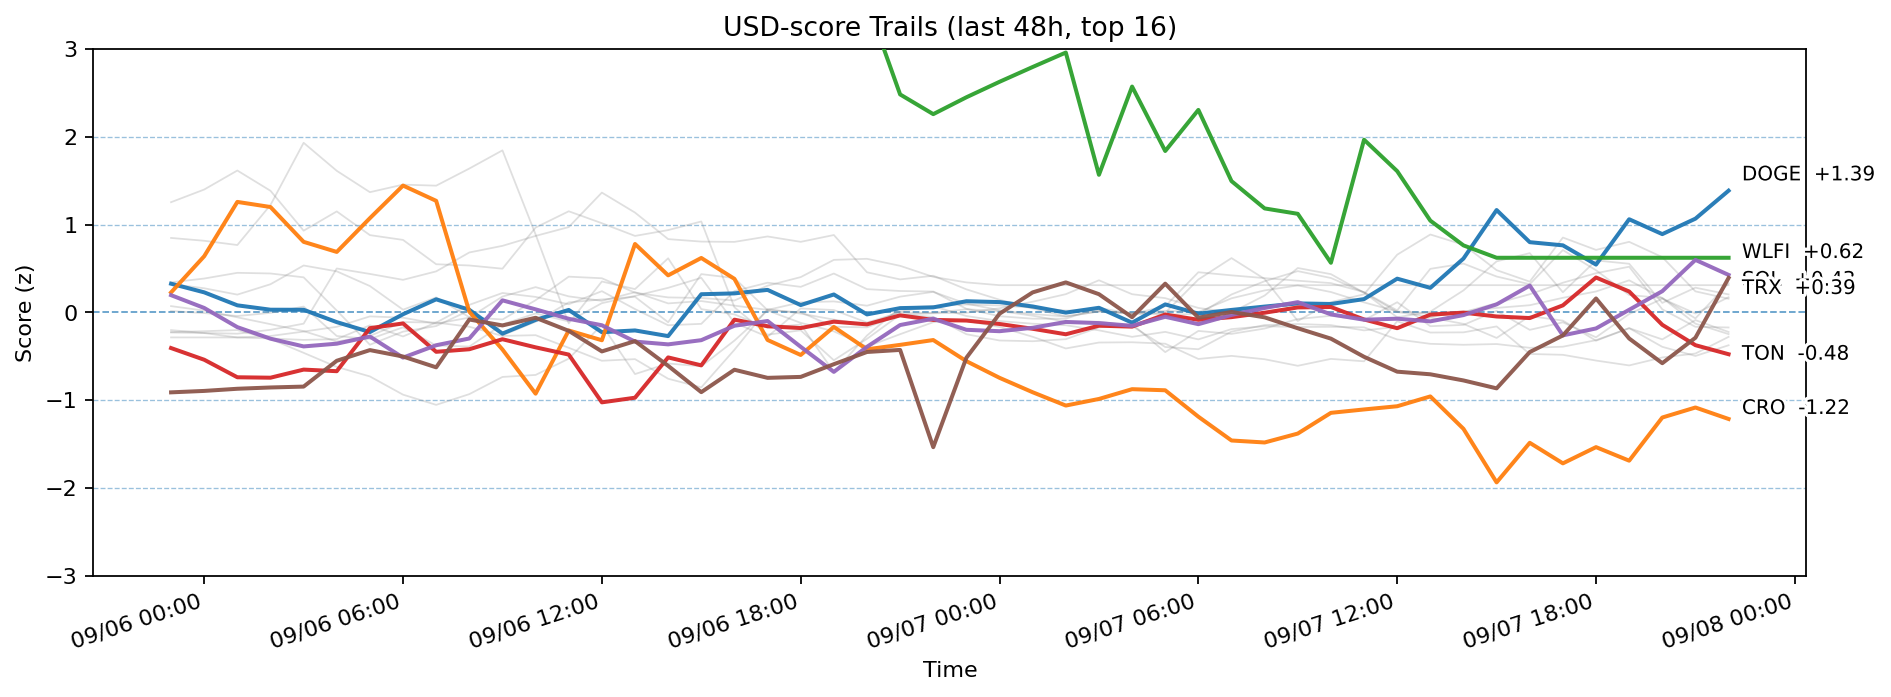 USD-score Trails (last 48h, top 16)
Score (z)
3
2
1
0
−1
−2
−3
DOGE +1.39
WLFI +0.62
TRX +0.39
TON -0.48
CRO -1.22
09/06 00:00
09/06 06:00
09/06 12:00
09/06 18:00
09/07 00:00
09/07 06:00
09/07 12:00
09/07 18:00
09/08 00:00
Time